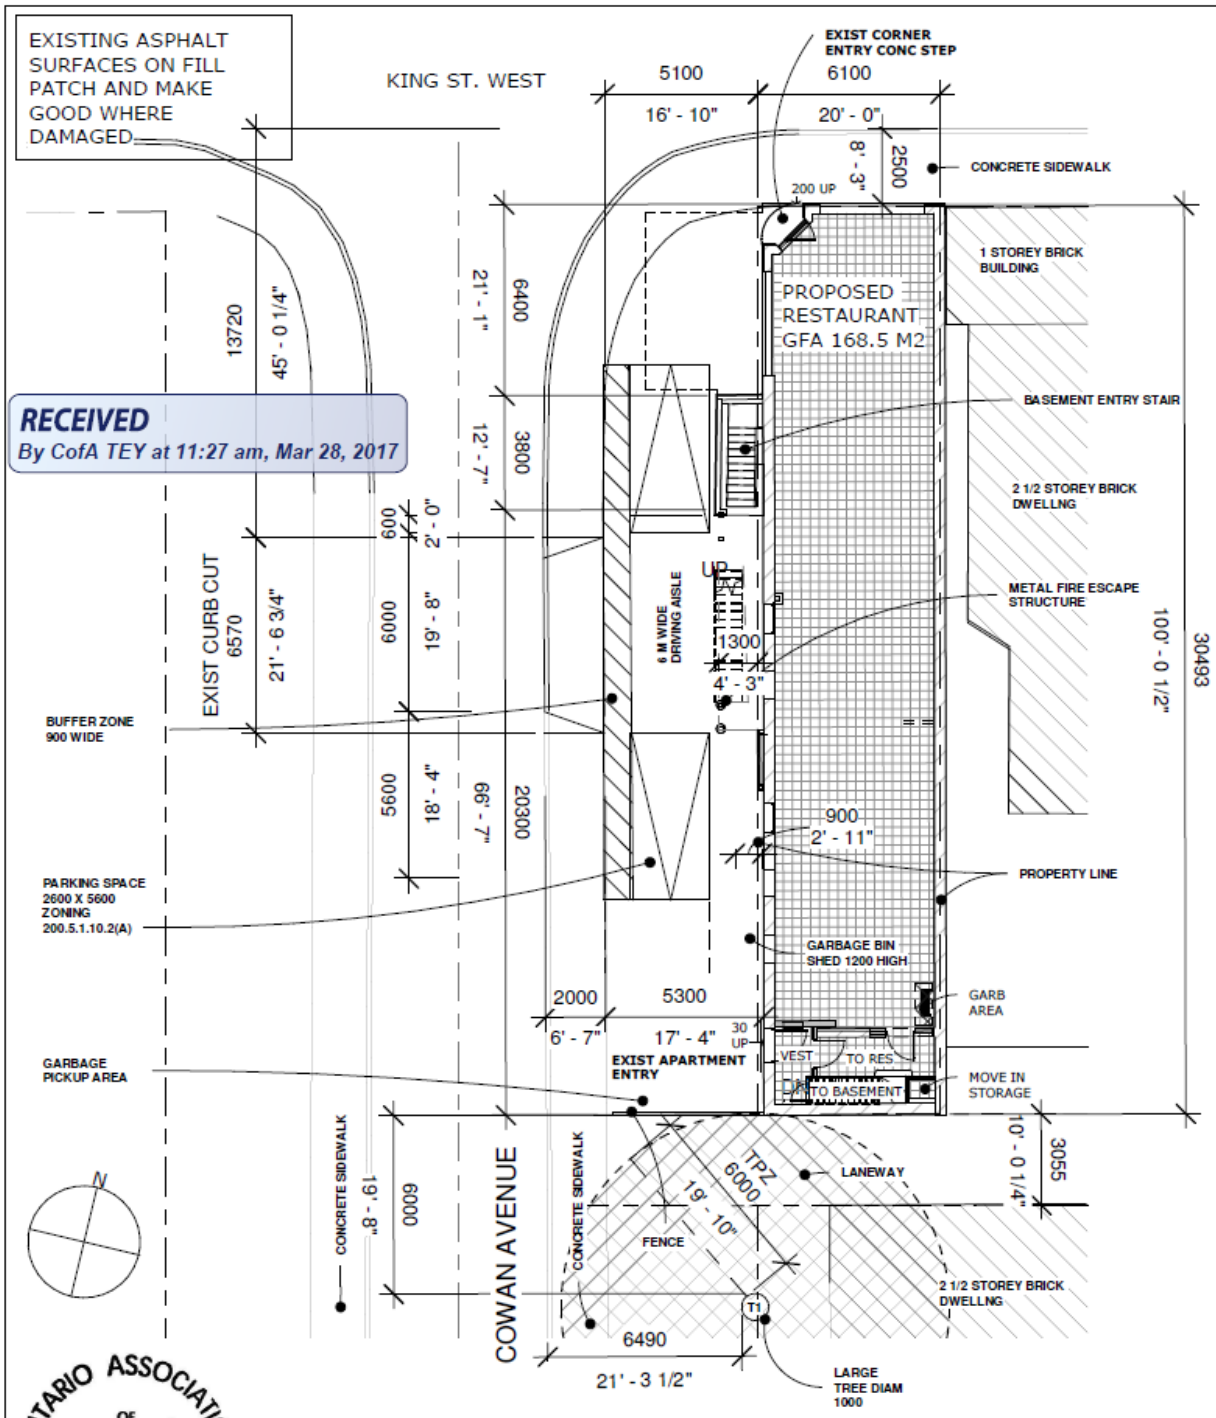 EXISTING ASPHALT
SURFACES ON FILL
PATCH AND MAKE
GOOD WHERE
DAMAGED
KING ST. WEST
EXIST CORNER
ENTRY CONC STEP
5100
16' - 10"
6100
20' - 0"
2500
8' - 3"
CONCRETE SIDEWALK
200 UP
1 STOREY BRICK
BUILDING
PROPOSED
RESTAURANT
GFA 168.5 M2
13720
45' - 0 1/4"
6400
21' - 1"
RECEIVED
By CofA TEY at 11:27 am, Mar 28, 2017
3800
12' - 7"
BASEMENT ENTRY STAIR
2 1/2 STOREY BRICK
DWELLNG
600
2' - 0"
UP
6 M WIDE
DRIVING AISLE
METAL FIRE ESCAPE
STRUCTURE
EXIST CURB CUT
6570
21' - 6 3/4"
6000
19' - 8"
1300
4' - 3"
30493
100' - 0 1/2"
BUFFER ZONE
900 WIDE
5600
18' - 4"
20300
66' - 7"
900
2' - 11"
PROPERTY LINE
PARKING SPACE
2600 X 5600
ZONING
200.5.1.10.2(A)
GARBAGE BIN
SHED 1200 HIGH
GARB
AREA
2000
6' - 7"
5300
17' - 4"
30
UP
VEST
TO RES
EXIST APARTMENT
ENTRY
GARBAGE
PICKUP AREA
TO BASEMENT
MOVE IN
STORAGE
3055
10' - 0 1/4"
CONCRETE SIDEWALK
6000
19' - 8"
COWAN AVENUE
CONCRETE SIDEWALK
TPZ
6000
19' - 10"
LANEWAY
FENCE
N
2 1/2 STOREY BRICK
DWELLNG
T1
6490
21' - 3 1/2"
LARGE
TREE DIAM
1000
TARIO ASSOCIATI
OF